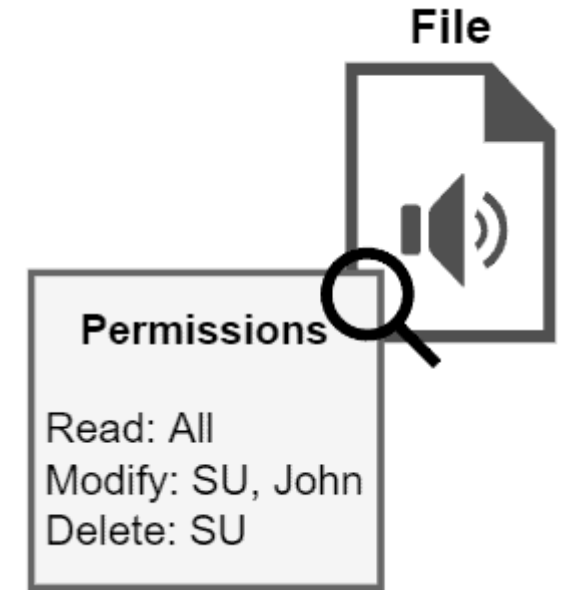 File
Permissions
Read: All
Modify: SU, John
Delete: SU